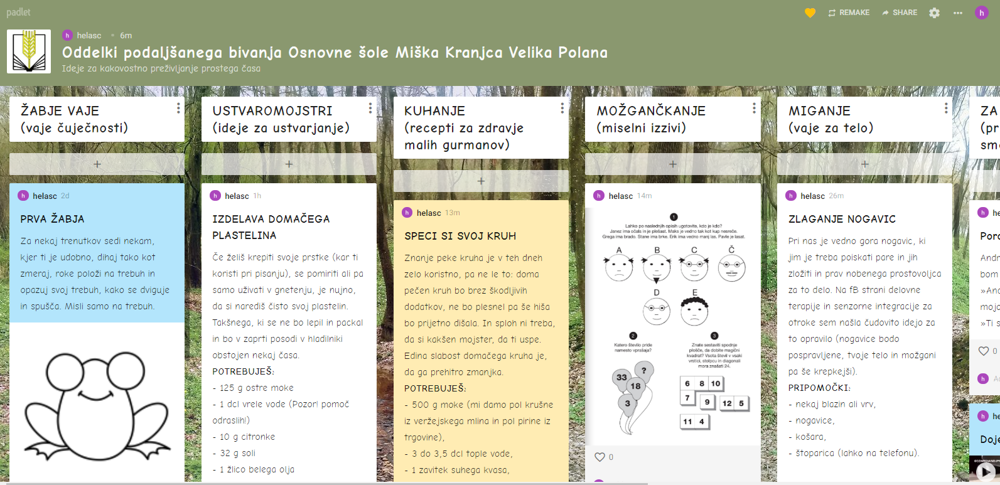 padlet
REMAKE
SHARE
h
h helasc • 6m
Oddelki podaljšanega bivanja Osnovne šole Miška Kranjca Velika Polana
Ideje za kakovostno preživljanje prostega časa
ŽABJE VAJE
(vaje čuječnosti)
+
h helasc 2d
PRVA ŽABJA
Za nekaj trenutkov sedi nekam,
kjer ti je udobno, dihaj tako kot
zmeraj, roke položi na trebuh in
opazuj svoj trebuh, kako se dviguje
in spušča. Misli samo na trebuh.
USTVAROMOJSTRI
(ideje za ustvarjanje)
+
h helasc 1h
IZDELAVA DOMAČEGA
PLASTELINA
Če želiš krepiti svoje prstke (kar ti
koristi pri pisanju), se pomiriti ali pa
samo uživati v gnetenju, je nujno,
da si narediš čisto svoj plastelin.
Takšnega, ki se ne bo lepil in packal
in bo v zaprti posodi v hladilniki
obstojen nekaj časa.
POTREBUJEŠ:
- 125 g ostre moke
- 1 dcl vrele vode (Pozor! pomoč
odraslih!)
- 10 g citronke
- 32 g soli
- 1 žlico belega olja
KUHANJE
(recepti za zdravje
malih gurmanov)
+
h helasc 13m
SPECI SI SVOJ KRUH
Znanje peke kruha je v teh dneh
zelo koristno, pa ne le to: doma
pečen kruh bo brez škodljivih
dodatkov, ne bo plesnel pa še hiša
bo prijetno dišala. In sploh ni treba,
da si kakšen mojster, da ti uspe.
Edina slabost domačega kruha je,
da ga prehitro zmanjka.
POTREBUJEŠ:
- 500 g moke (mi damo pol krušne
iz veržejskega mlina in pol pirine iz
trgovine),
- 3 do 3,5 dcl tople vode,
- 1 zavitek suhega kvasa,
MOŽGANČKANJE
(miselni izzivi)
+
h helasc 14m
1
Lahko po naslednjih opisih ugotovite, kdo je kdo?
Janez ima očala in je plešast. Maks je vedno tak kot kup nesreče.
Grega ima brado. Stane ima brke. Erik ima vedno manj las. Pavle je lasat.
A B C Č
D E
2
Katero število pride
namesto vprašaja?
33 ? 18 3
3
Znate sestaviti spodnje
plošče, da dobite magični
kvadrat? Vsota števil v vsaki
vrstici, stolpcu in diagonali
mora znašati 24.
6 8 10
7 9 12 5
11 4
0
MIGANJE
(vaje za telo)
+
h helasc 26m
ZLAGANJE NOGAVIC
Pri nas je vedno gora nogavic, ki
jim je treba poiskati pare in jih
zložiti in prav nobenega prostovoljca
za to delo. Na fB strani delovne
terapije in senzorne integracije za
otroke sem našla čudovito idejo za
to opravilo (nogavice bodo
pospravljene, tvoje telo in možgani
pa še krepkejši).
PRIPOMOČKI:
- nekaj blazin ali vrv,
- nogavice,
- košara,
- štoparica (lahko na telefonu).
ZA
(pr
sm
h he
Poro
Andr
bom
»Ana
mojo
»Ti s
0
h Ad
h he
Doje